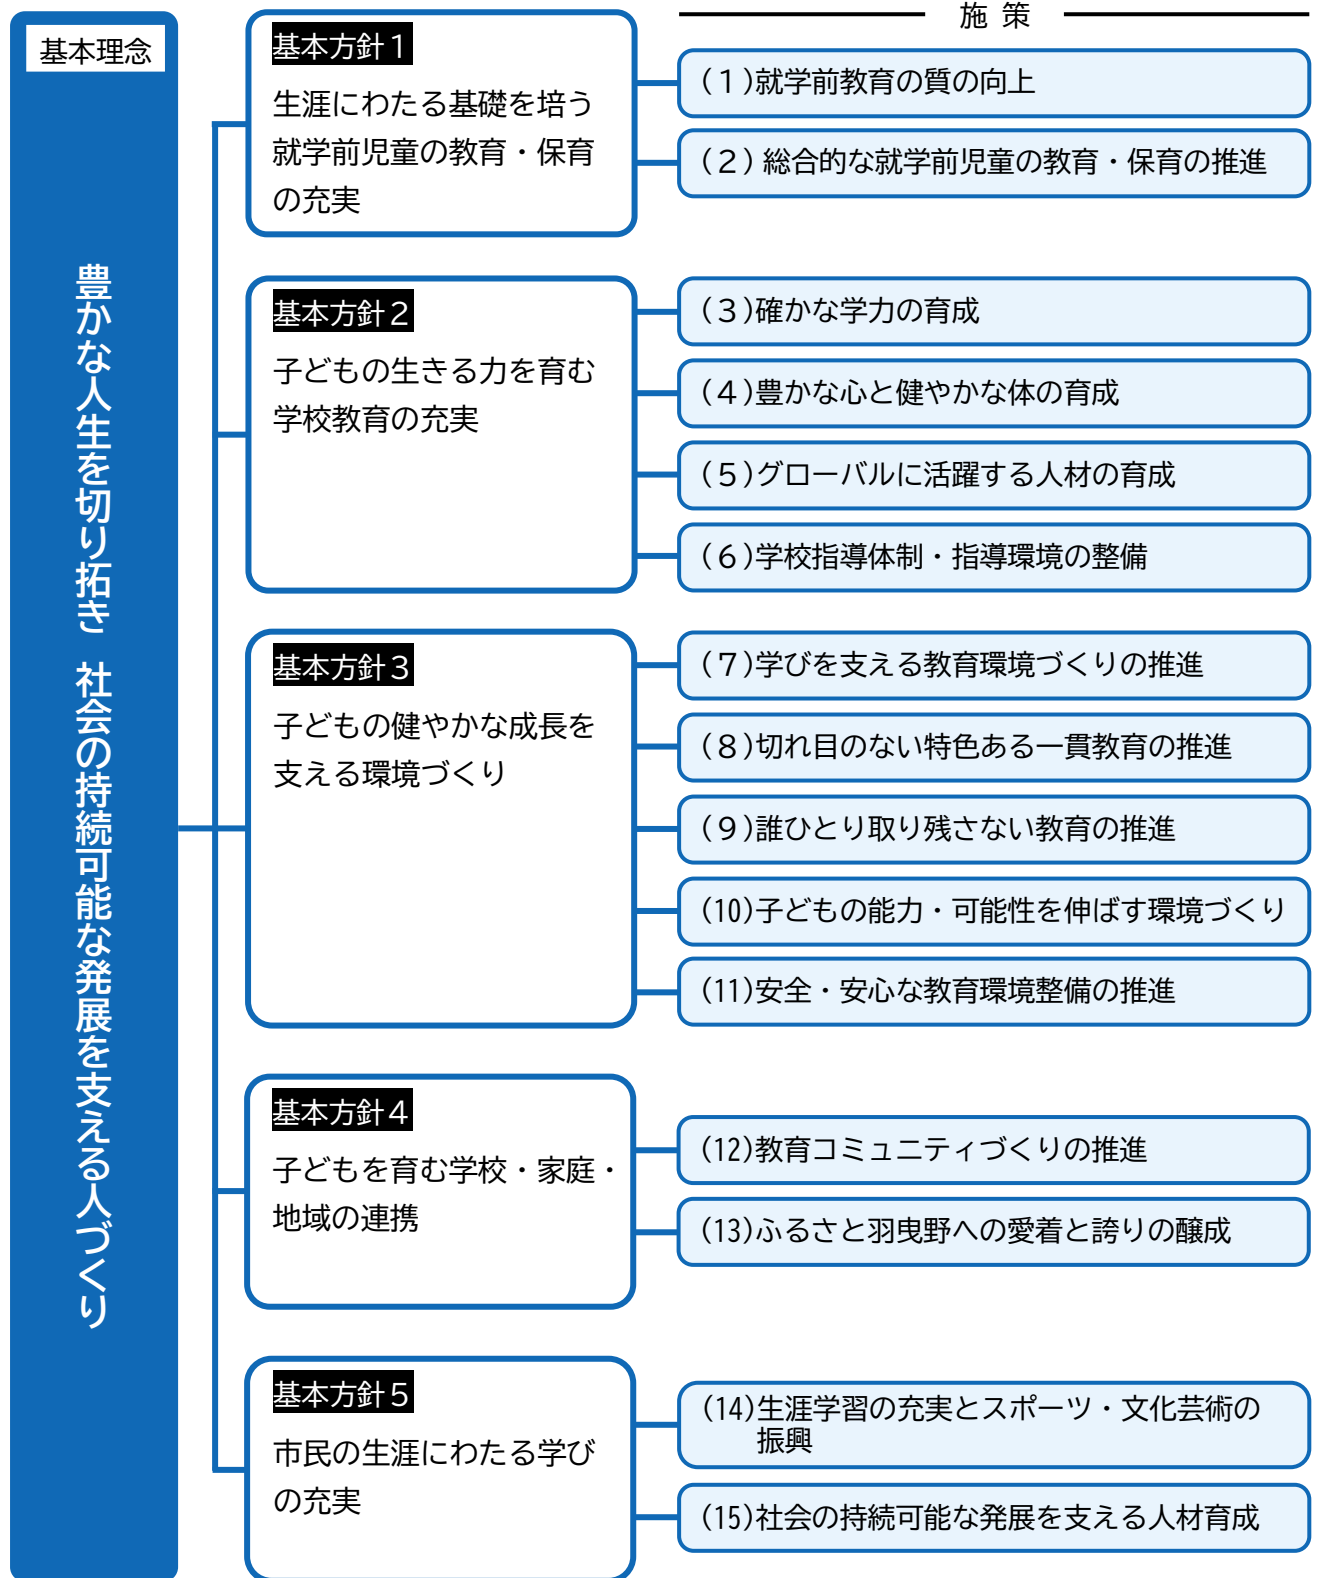 施 策
基本理念
豊かな人生を切り拓き 社会の持続可能な発展を支える人づくり
基本方針１
生涯にわたる基礎を培う
就学前児童の教育・保育
の充実
(１)就学前教育の質の向上
(２) 総合的な就学前児童の教育・保育の推進
基本方針２
子どもの生きる力を育む
学校教育の充実
(３)確かな学力の育成
(４)豊かな心と健やかな体の育成
(５)グローバルに活躍する人材の育成
(６)学校指導体制・指導環境の整備
基本方針３
子どもの健やかな成長を
支える環境づくり
(７)学びを支える教育環境づくりの推進
(８)切れ目のない特色ある一貫教育の推進
(９)誰ひとり取り残さない教育の推進
(10)子どもの能力・可能性を伸ばす環境づくり
(11)安全・安心な教育環境整備の推進
基本方針４
子どもを育む学校・家庭・
地域の連携
(12)教育コミュニティづくりの推進
(13)ふるさと羽曳野への愛着と誇りの醸成
基本方針５
市民の生涯にわたる学び
の充実
(14)生涯学習の充実とスポーツ・文化芸術の
振興
(15)社会の持続可能な発展を支える人材育成